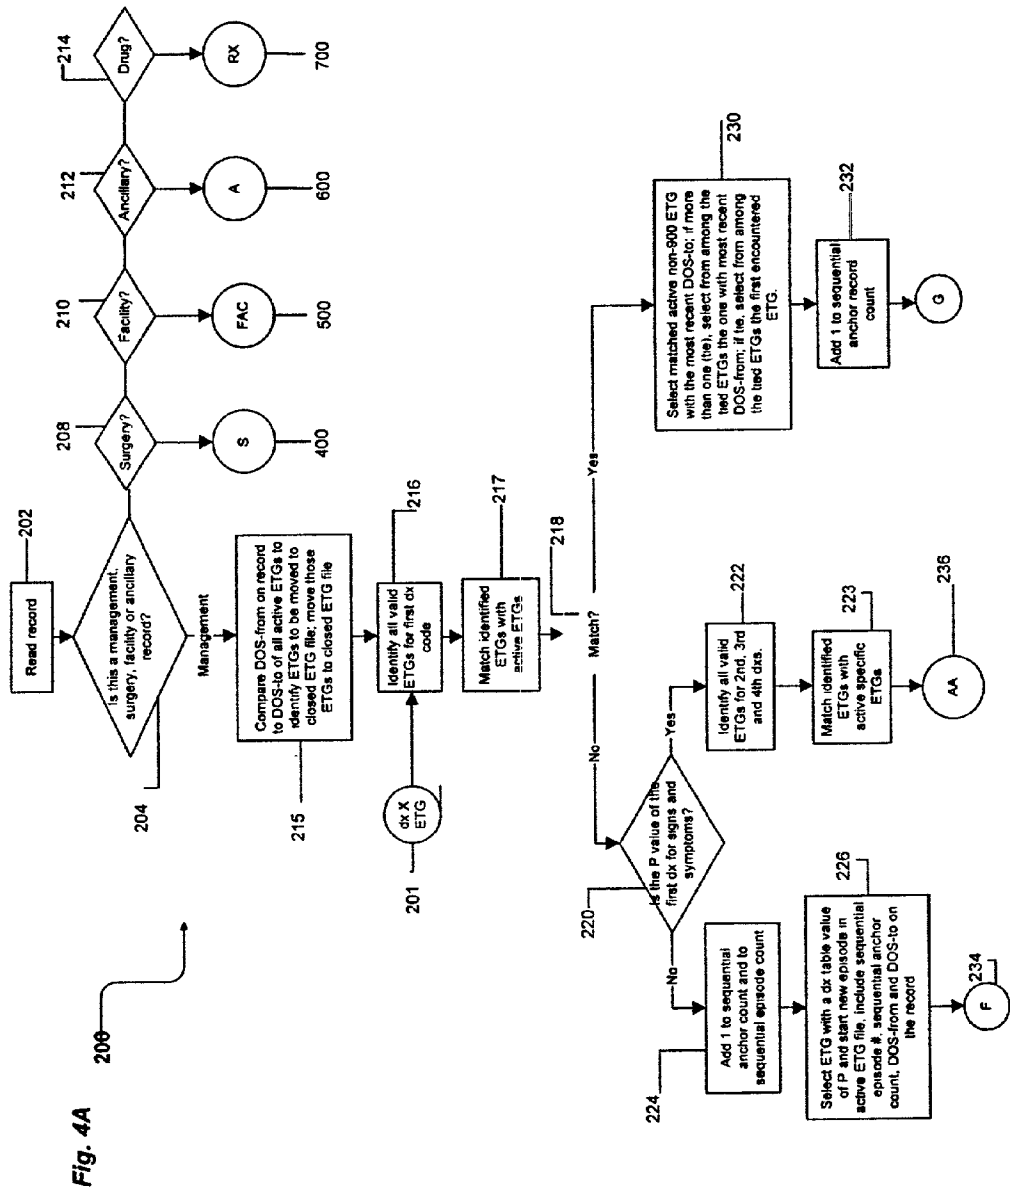 Fig. 4A
200
Read record
202
Is this a management,
surgery, facility or ancillary
record?
204
Surgery?
208
Facility?
210
Ancillary?
212
Drug?
214
S
400
FAC
500
A
600
RX
700
Management
Compare DOS-from on record
to DOS-to of all active ETGs to
identify ETGs to be moved to
closed ETG file; move those
ETGs to closed ETG file
215
dx X
ETG
201
Identify all valid
ETGs for first dx
code
216
Match identified
ETGs with
active ETGs
217
Match?
218
No
Yes
Is the P value of the
first dx for signs and
symptoms?
220
No
Yes
Add 1 to sequential
anchor count and to
sequential episode count
224
Select ETG with a dx table value
of P and start new episode in
active ETG file, include sequential
episode #, sequential anchor
count, DOS-from and DOS-to on
the record
226
F
234
Identify all valid
ETGs for 2nd, 3rd
and 4th dxs.
222
Match identified
ETGs with
active specific
ETGs
223
AA
236
Select matched active non-900 ETG
with the most recent DOS-to; if more
than one (tie), select from among the
tied ETGs the one with most recent
DOS-from; if tie, select from among
the tied ETGs the first encountered
ETG.
230
Add 1 to sequential
anchor record
count
232
G